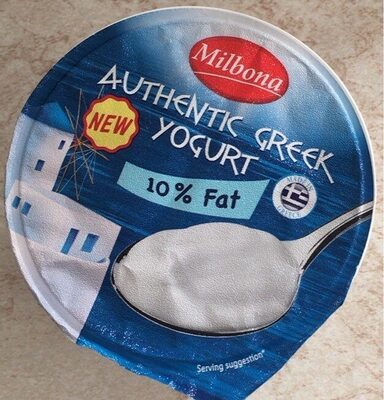 Milbona
AUTHENTIC GREEK
YOGURT
NEW
10% Fat
Serving suggestion